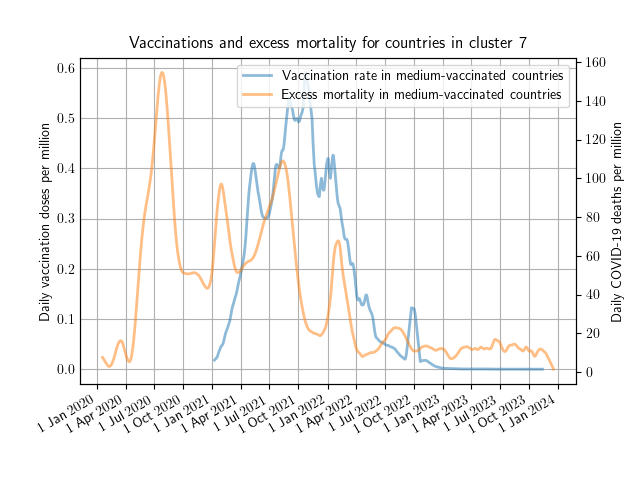 Vaccinations and excess mortality for countries in cluster 7
Vaccination rate in medium-vaccinated countries
Excess mortality in medium-vaccinated countries
Daily vaccination doses per million
0.6
0.5
0.4
0.3
0.2
0.1
0.0
160
140
120
100
80
60
40
20
0
Daily COVID-19 deaths per million
1 Jan 2020
1 Apr 2020
1 Jul 2020
1 Oct 2020
1 Jan 2021
1 Apr 2021
1 Jul 2021
1 Oct 2021
1 Jan 2022
1 Apr 2022
1 Jul 2022
1 Oct 2022
1 Jan 2023
1 Apr 2023
1 Jul 2023
1 Oct 2023
1 Jan 2024